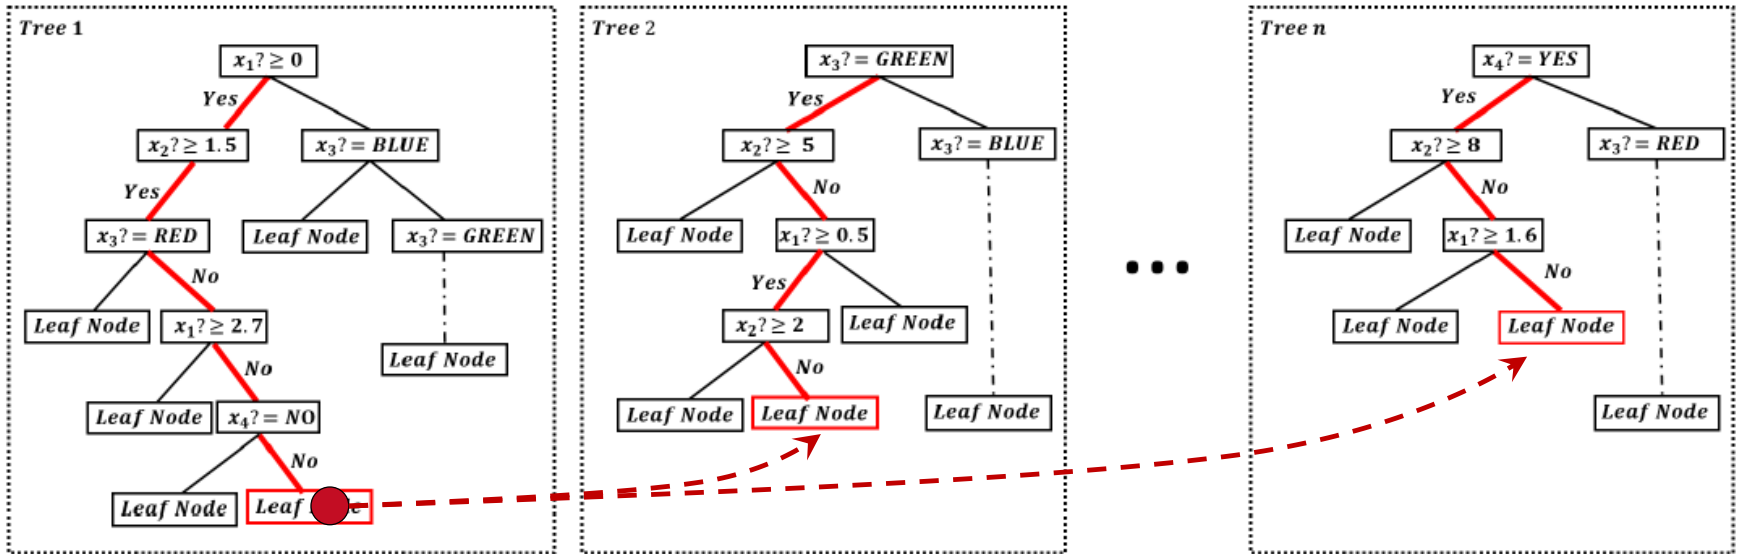 Tree 1
x₁? ≥ 0
Yes
x₂? ≥ 1.5
x₃? = BLUE
Yes
x₃? = RED
Leaf Node
x₃? = GREEN
No
Leaf Node
x₁? ≥ 2.7
Leaf Node
No
Leaf Node
x₄? = NO
No
Leaf Node
Leaf
Tree 2
x₃? = GREEN
Yes
x₂? ≥ 5
x₃? = BLUE
No
Leaf Node
x₁? ≥ 0.5
Yes
x₂? ≥ 2
Leaf Node
No
Leaf Node
Leaf Node
Leaf Node
Tree n
x₄? = YES
Yes
x₂? ≥ 8
x₃? = RED
No
Leaf Node
x₁? ≥ 1.6
No
Leaf Node
Leaf Node
Leaf Node